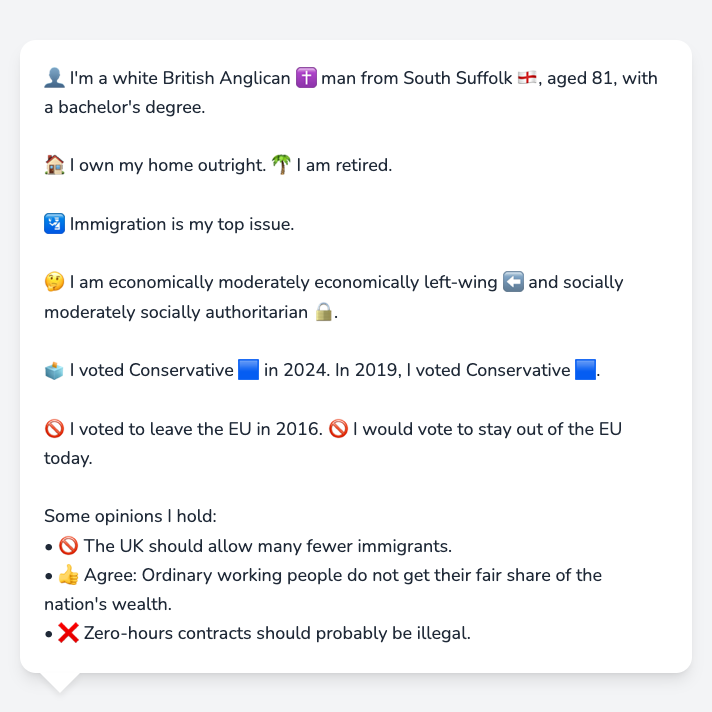 👤 I'm a white British Anglican ✝️ man from South Suffolk 🏴󠁧󠁢󠁥󠁮󠁧󠁿, aged 81, with
a bachelor's degree.
🏠 I own my home outright. 🌴 I am retired.
🛂 Immigration is my top issue.
🤔 I am economically moderately economically left-wing ⬅️ and socially
moderately socially authoritarian 🔒.
🗳️ I voted Conservative 🟦 in 2024. In 2019, I voted Conservative 🟦.
🚫 I voted to leave the EU in 2016. 🚫 I would vote to stay out of the EU
today.
Some opinions I hold:
• 🚫 The UK should allow many fewer immigrants.
• 👍 Agree: Ordinary working people do not get their fair share of the
nation's wealth.
• ❌ Zero-hours contracts should probably be illegal.